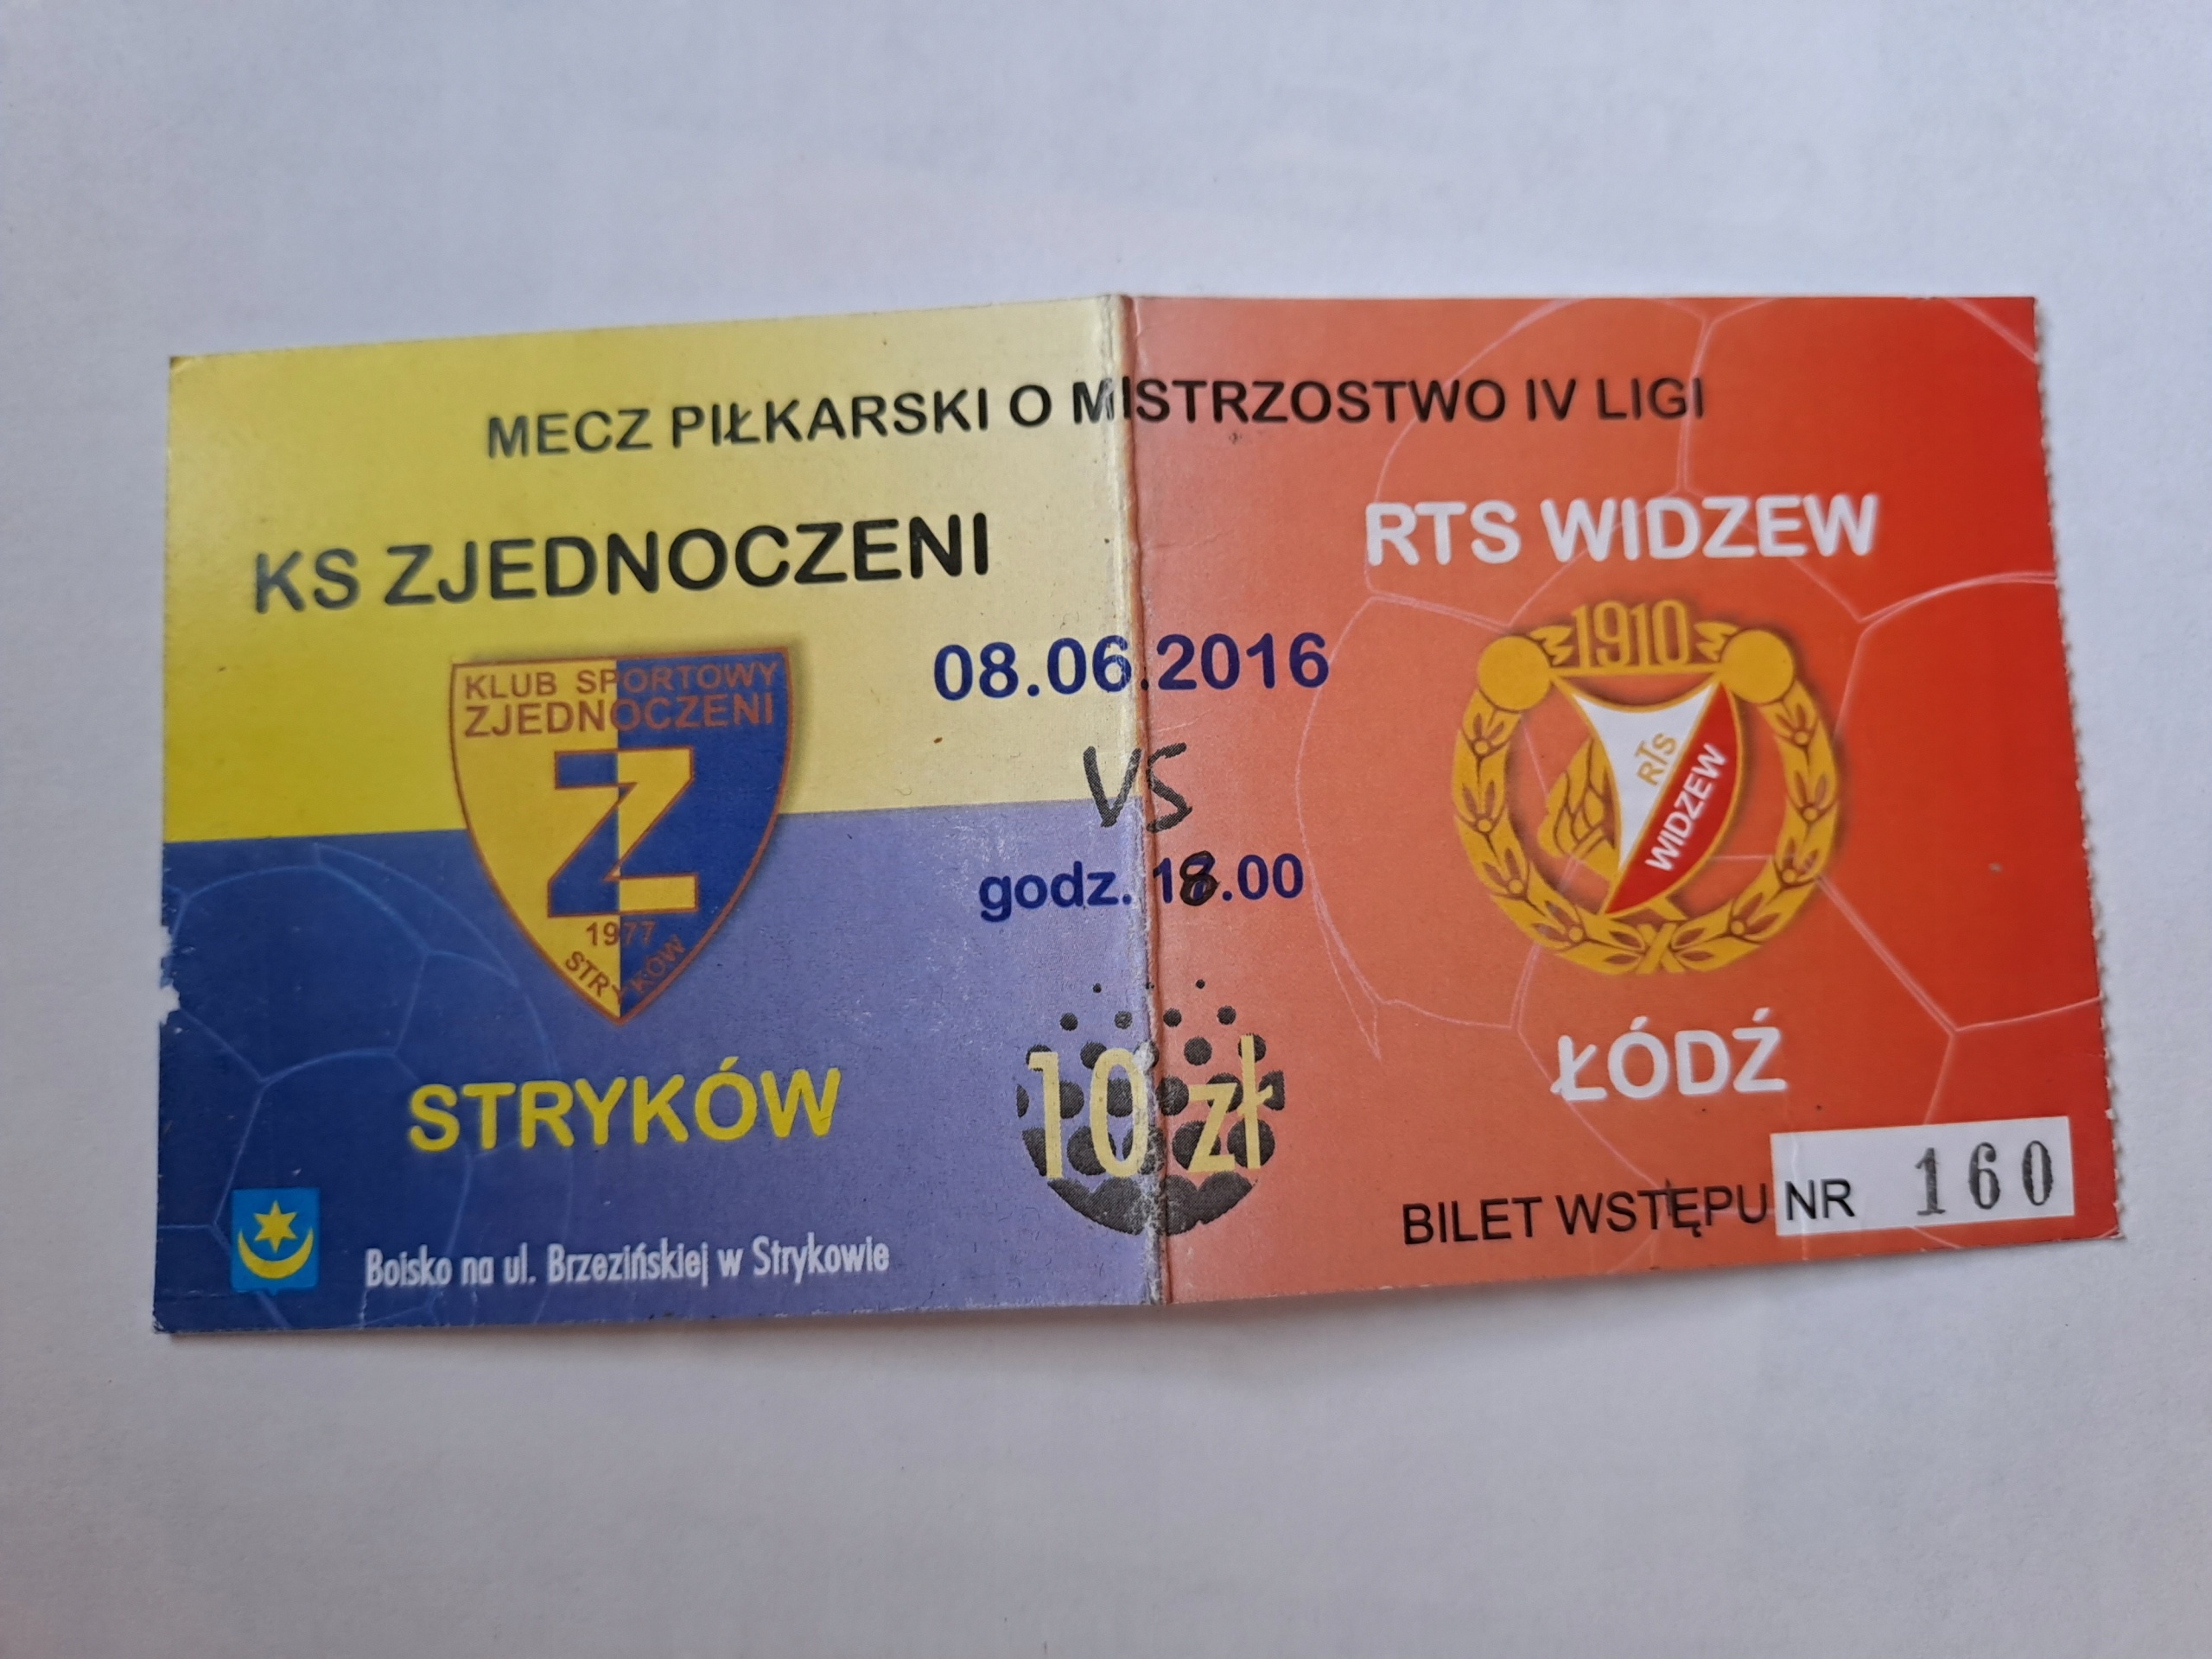 MECZ PIŁKARSKI O MISTRZOSTWO IV LIGI
KS ZJEDNOCZENI
RTS WIDZEW
KLUB SPORTOWY
ZJEDNOCZENI
Z
1977
STRYKÓW
08.06.2016
VS
godz. 18.00
10 zł
1910
RTS
WIDZEW
STRYKÓW
ŁÓDŹ
Boisko na ul. Brzezińskiej w Strykowie
BILET WSTĘPU NR 160